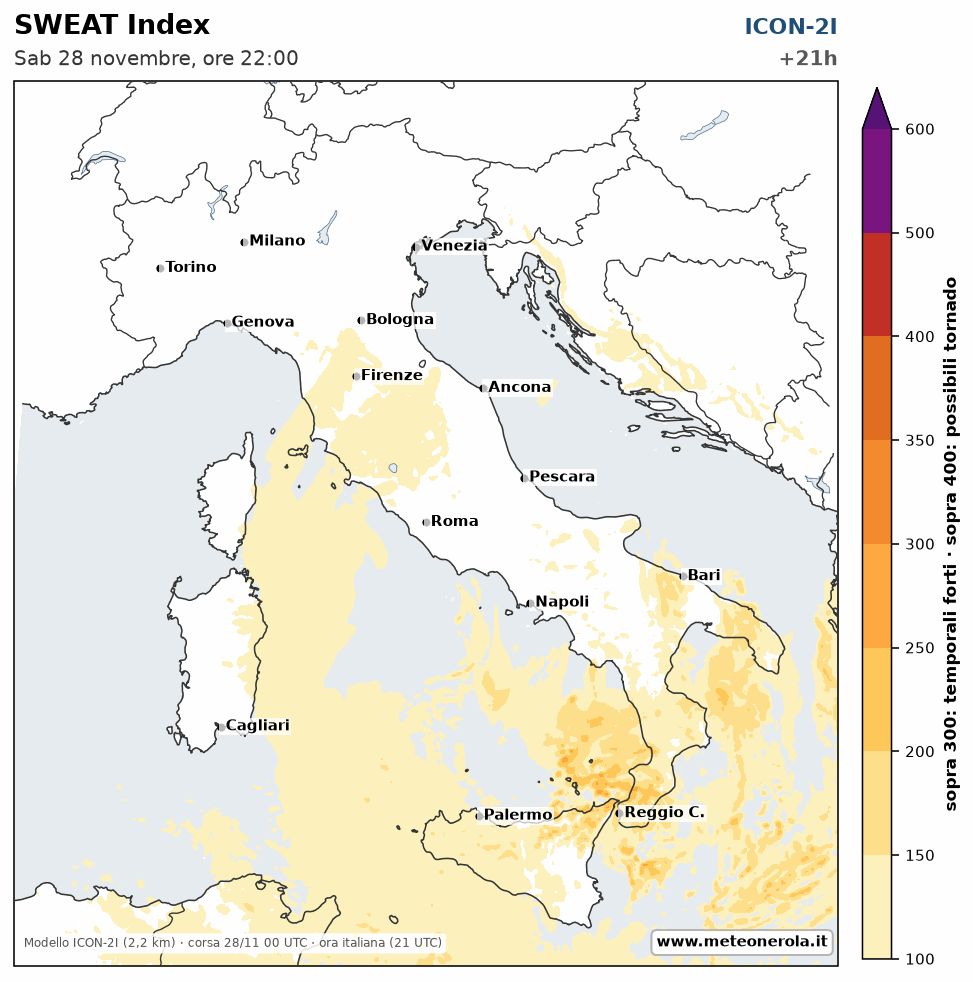 SWEAT Index
ICON-2I
Sab 28 novembre, ore 22:00
+21h
600
500
400
350
300
250
200
150
100
sopra 300: temporali forti · sopra 400: possibili tornado
Milano
Venezia
Torino
Genova
Bologna
Firenze
Ancona
Pescara
Roma
Bari
Napoli
Cagliari
Palermo
Reggio C.
Modello ICON-2I (2,2 km) · corsa 28/11 00 UTC · ora italiana (21 UTC)
www.meteonerola.it